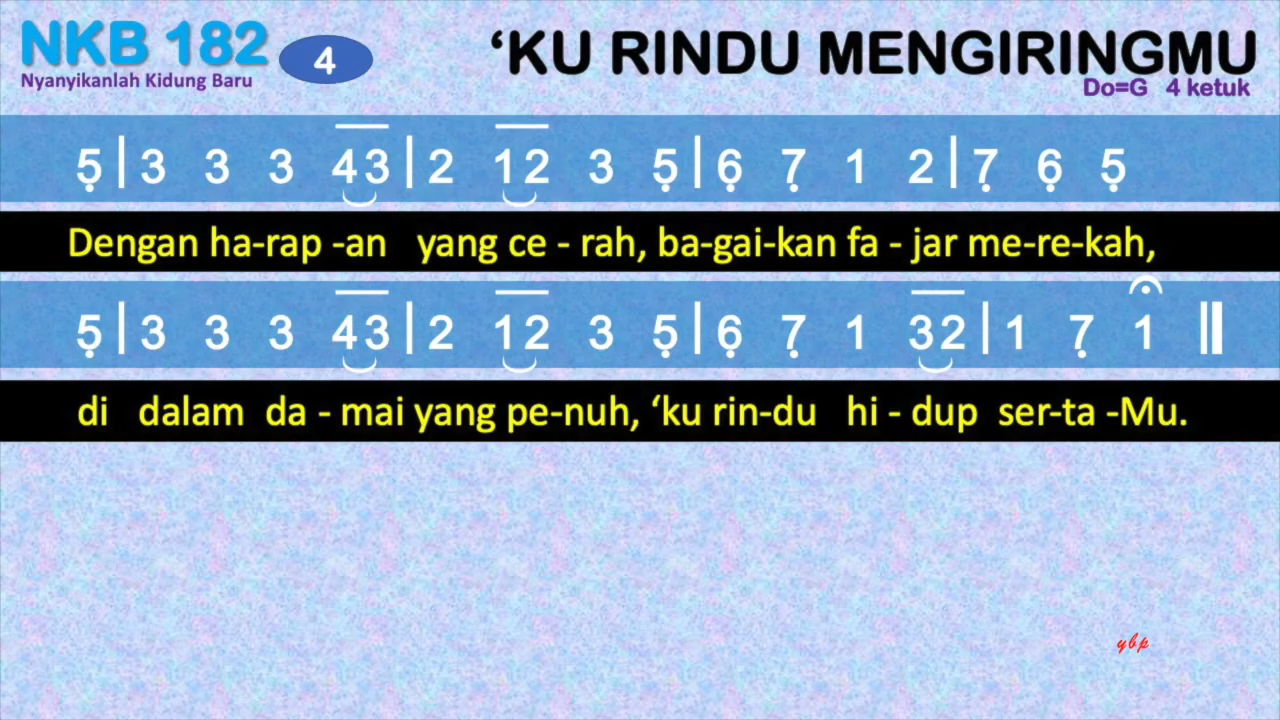 NKB 182
Nyanyikanlah Kidung Baru
4
‘KU RINDU MENGIRINGMU
Do=G 4 ketuk
5̣ | 3 3 3 43 | 2 12 3 5̣ | 6̣ 7̣ 1 2 | 7̣ 6̣ 5̣
Dengan ha-rap -an yang ce - rah, ba-gai-kan fa - jar me-re-kah,
5̣ | 3 3 3 43 | 2 12 3 5̣ | 6̣ 7̣ 1 32 | 1 7̣ 1 ||
di dalam da - mai yang pe-nuh, ‘ku rin-du hi - dup ser-ta -Mu.
ybp